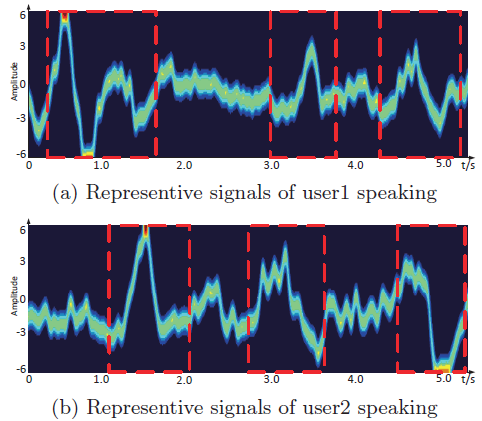 6
3
0
-3
-6
Amplitude
0 1.0 2.0 3.0 4.0 5.0 t/s
(a) Representive signals of user1 speaking
6
3
.0
-3
-6
Amplitude
0 1.0 2.0 3.0 4.0 5.0 t/s
(b) Representive signals of user2 speaking